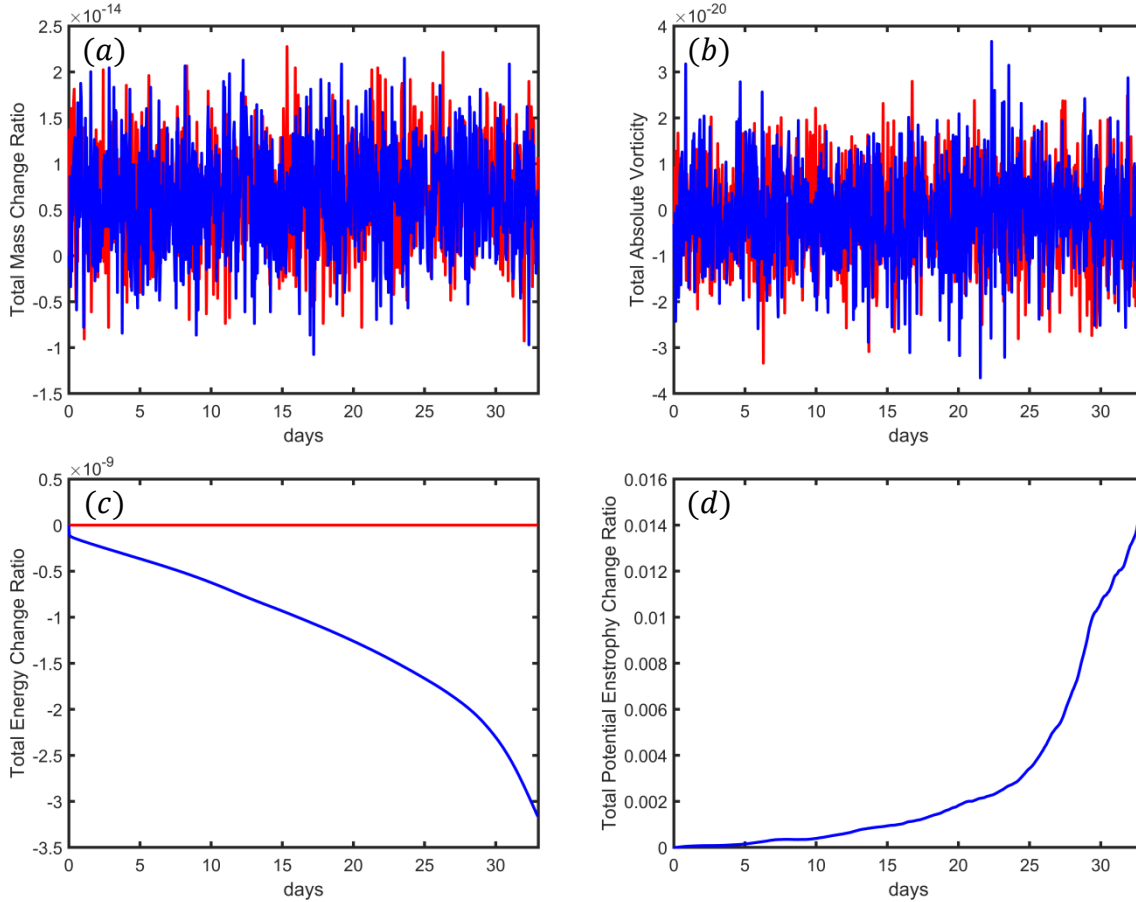 ×10-14
(a)
Total Mass Change Ratio
2.5
2
1.5
1
0.5
0
-0.5
-1
-1.5
0 5 10 15 20 25 30
days
×10-20
(b)
Total Absolute Vorticity
4
3
2
1
0
-1
-2
-3
-4
0 5 10 15 20 25 30
days
×10-9
(c)
Total Energy Change Ratio
0.5
0
-0.5
-1
-1.5
-2
-2.5
-3
-3.5
0 5 10 15 20 25 30
days
(d)
Total Potential Enstrophy Change Ratio
0.016
0.014
0.012
0.01
0.008
0.006
0.004
0.002
0
0 5 10 15 20 25 30
days